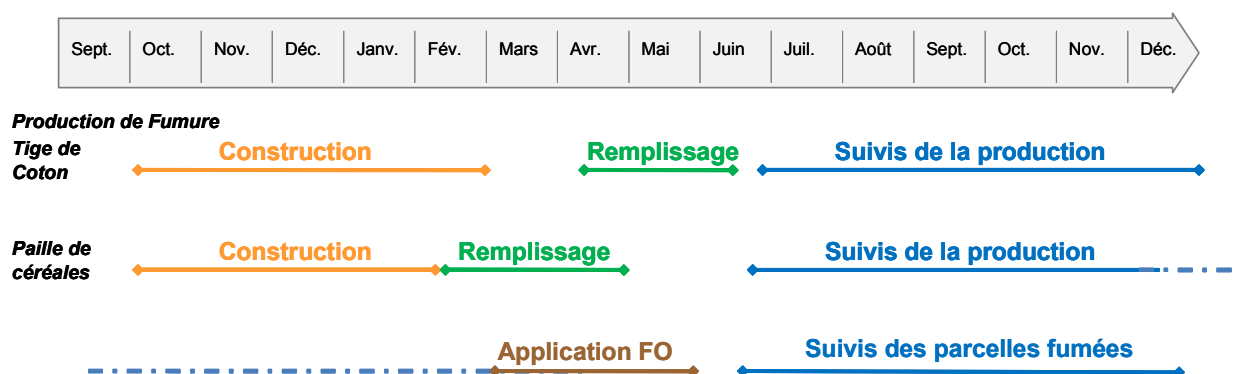 Sept. Oct. Nov. Déc. Janv. Fév. Mars Avr. Mai Juin Juil. Août Sept. Oct. Nov. Déc.
Production de Fumure
Tige de
Coton
Construction Remplissage Suivis de la production
Paille de
céréales
Construction Remplissage Suivis de la production
Application FO Suivis des parcelles fumées